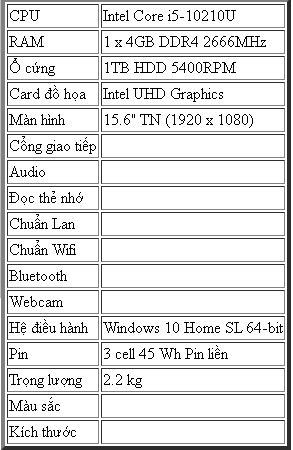 CPU Intel Core i5-10210U
RAM 1 x 4GB DDR4 2666MHz
Ổ cứng 1TB HDD 5400RPM
Card đồ họa Intel UHD Graphics
Màn hình 15.6" TN (1920 x 1080)
Cổng giao tiếp
Audio
Đọc thẻ nhớ
Chuẩn Lan
Chuẩn Wifi
Bluetooth
Webcam
Hệ điều hành Windows 10 Home SL 64-bit
Pin 3 cell 45 Wh Pin liền
Trọng lượng 2.2 kg
Màu sắc
Kích thước